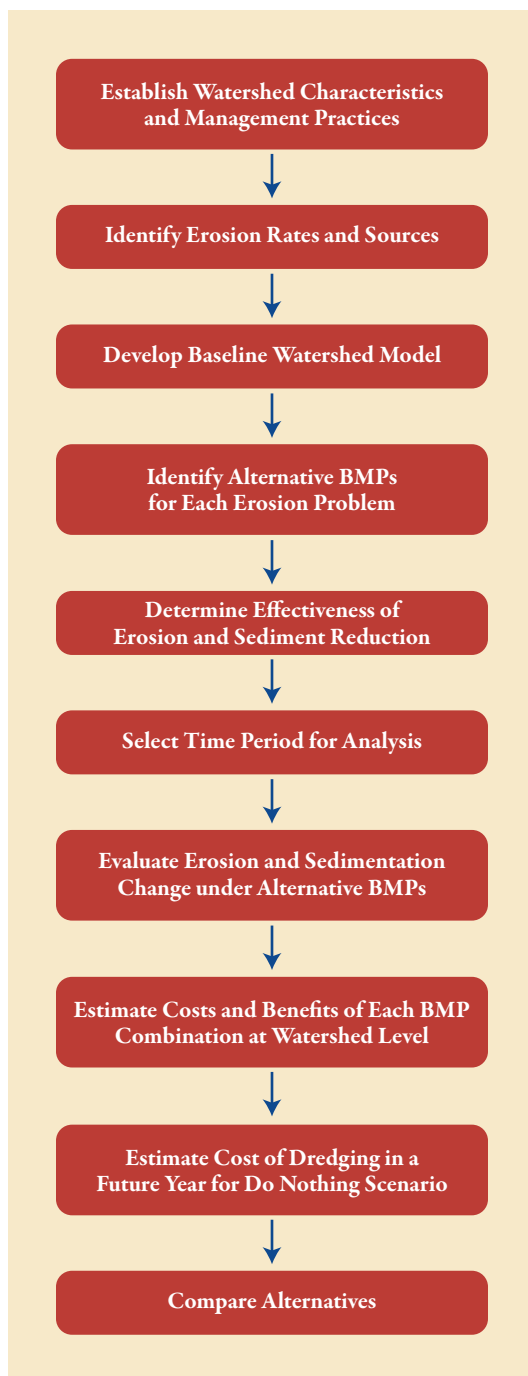 Establish Watershed Characteristics
and Management Practices
Identify Erosion Rates and Sources
Develop Baseline Watershed Model
Identify Alternative BMPs
for Each Erosion Problem
Determine Effectiveness of
Erosion and Sediment Reduction
Select Time Period for Analysis
Evaluate Erosion and Sedimentation
Change under Alternative BMPs
Estimate Costs and Benefits of Each BMP
Combination at Watershed Level
Estimate Cost of Dredging in a
Future Year for Do Nothing Scenario
Compare Alternatives